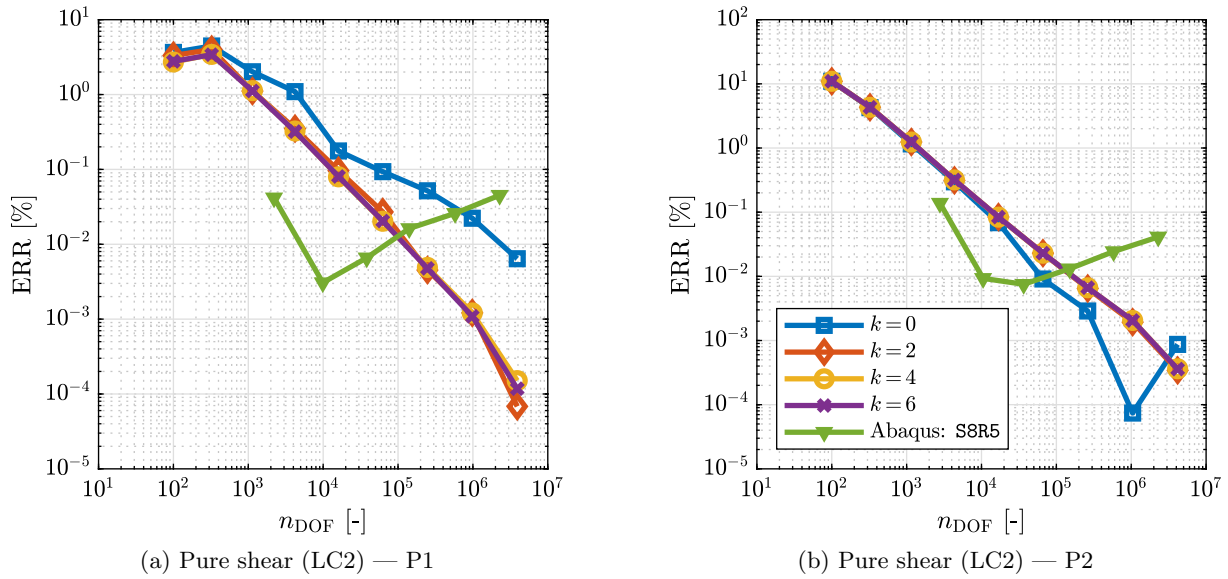 10^1
10^0
10^-1
10^-2
10^-3
10^-4
10^-5
ERR [%]
10^1 10^2 10^3 10^4 10^5 10^6 10^7
n_DOF [-]
(a) Pure shear (LC2) — P1
10^2
10^1
10^0
10^-1
10^-2
10^-3
10^-4
10^-5
ERR [%]
k = 0
k = 2
k = 4
k = 6
Abaqus: S8R5
10^1 10^2 10^3 10^4 10^5 10^6 10^7
n_DOF [-]
(b) Pure shear (LC2) — P2